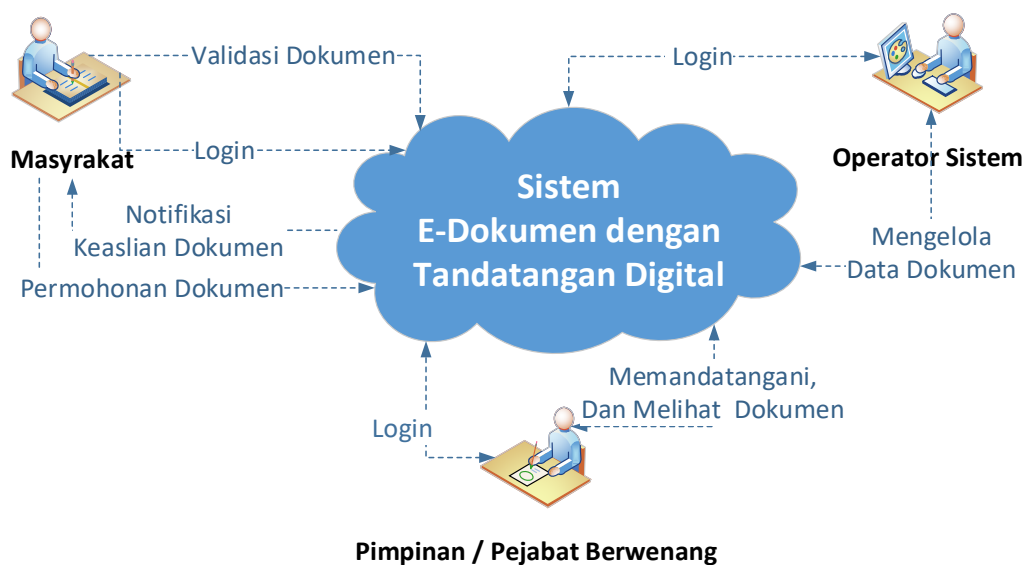 Validasi Dokumen
Login
Login
Masyrakat
Operator Sistem
Sistem
E-Dokumen dengan
Tandatangan Digital
Notifikasi
Keaslian Dokumen
Mengelola
Data Dokumen
Permohonan Dokumen
Memandatangani,
Dan Melihat Dokumen
Login
Pimpinan / Pejabat Berwenang